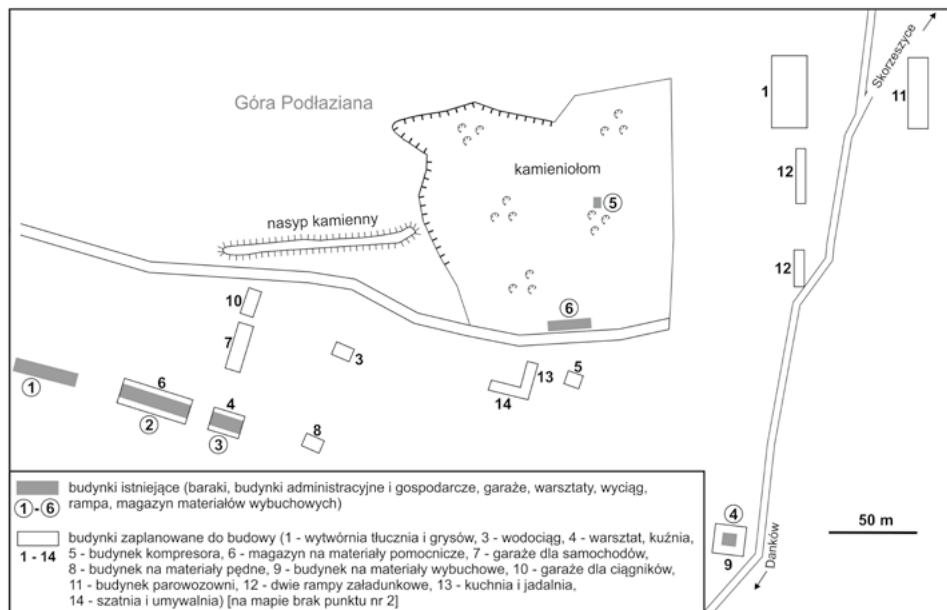 Skorzeszyce
1
11
Góra Podłaziana
kamieniołom
12
5
nasyp kamienny
12
10
6
7
3
13
5
1
6
14
2
4
3
8
budynki istniejące (baraki, budynki administracyjne i gospodarcze, garaże, warsztaty, wyciąg,
1-6 rampa, magazyn materiałów wybuchowych)
4
9
Danków
50 m
budynki zaplanowane do budowy (1 - wytwórnia tłucznia i grysów, 3 - wodociąg, 4 - warsztat, kuźnia,
1 - 14 5 - budynek kompresora, 6 - magazyn na materiały pomocnicze, 7 - garaże dla samochodów,
8 - budynek na materiały pędne, 9 - budynek na materiały wybuchowe, 10 - garaże dla ciągników,
11 - budynek parowozowni, 12 - dwie rampy załadunkowe, 13 - kuchnia i jadalnia,
14 - szatnia i umywalnia) [na mapie brak punktu nr 2]